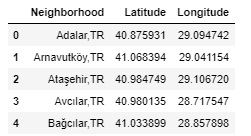 Neighborhood Latitude Longitude
0 Adalar,TR 40.875931 29.094742
1 Arnavutköy,TR 41.068394 29.041154
2 Ataşehir,TR 40.984749 29.106720
3 Avcılar,TR 40.980135 28.717547
4 Bağcılar,TR 41.033899 28.857898